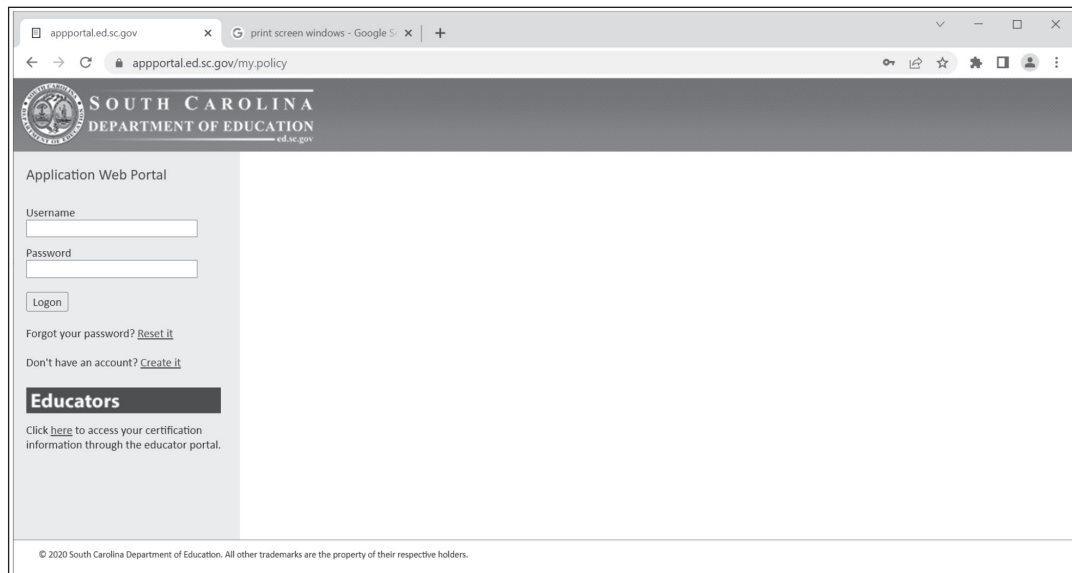 appportal.ed.sc.gov
print screen windows - Google Se
appportal.ed.sc.gov/my.policy
SOUTH CAROLINA
DEPARTMENT OF EDUCATION
ed.sc.gov
Application Web Portal
Username
Password
Logon
Forgot your password? Reset it
Don't have an account? Create it
Educators
Click here to access your certification
information through the educator portal.
© 2020 South Carolina Department of Education. All other trademarks are the property of their respective holders.